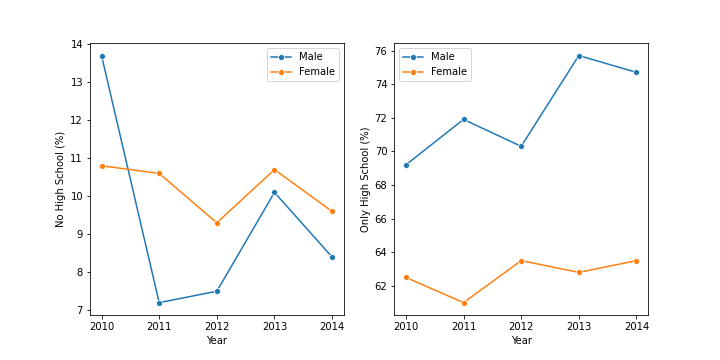 No High School (%)
14
13
12
11
10
9
8
7
2010 2011 2012 2013 2014
Year
Male
Female
Only High School (%)
76
74
72
70
68
66
64
62
2010 2011 2012 2013 2014
Year
Male
Female